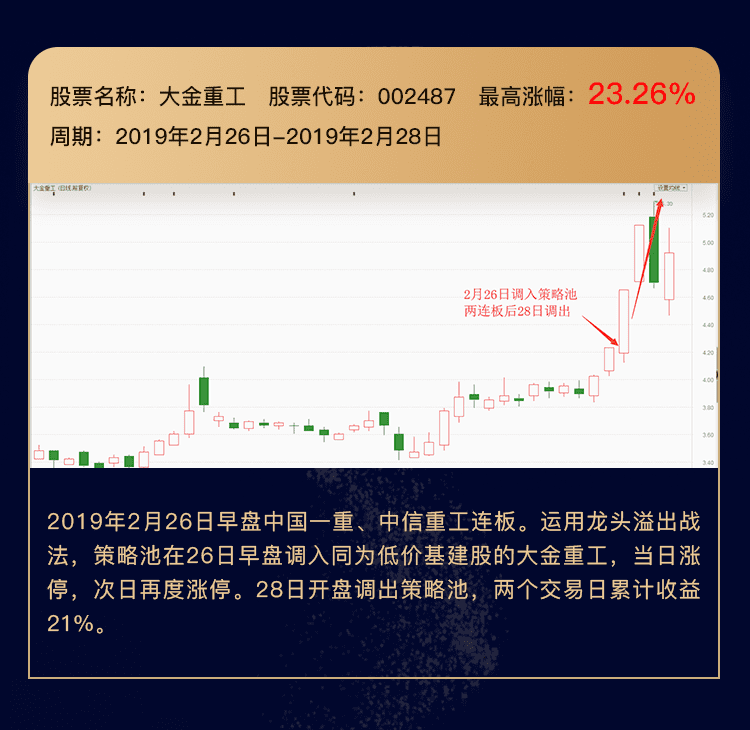 股票名称：大金重工 股票代码：002487 最高涨幅：23.26%
周期：2019年2月26日-2019年2月28日
大金重工(日线.前复权)
设置均线
5.20
5.00
4.80
2月26日调入策略池
两连板后28日调出
4.60
4.40
4.20
4.00
3.80
3.60
3.40
2019年2月26日早盘中国一重、中信重工连板。运用龙头溢出战
法，策略池在26日早盘调入同为低价基建股的大金重工，当日涨
停，次日再度涨停。28日开盘调出策略池，两个交易日累计收益
21%。